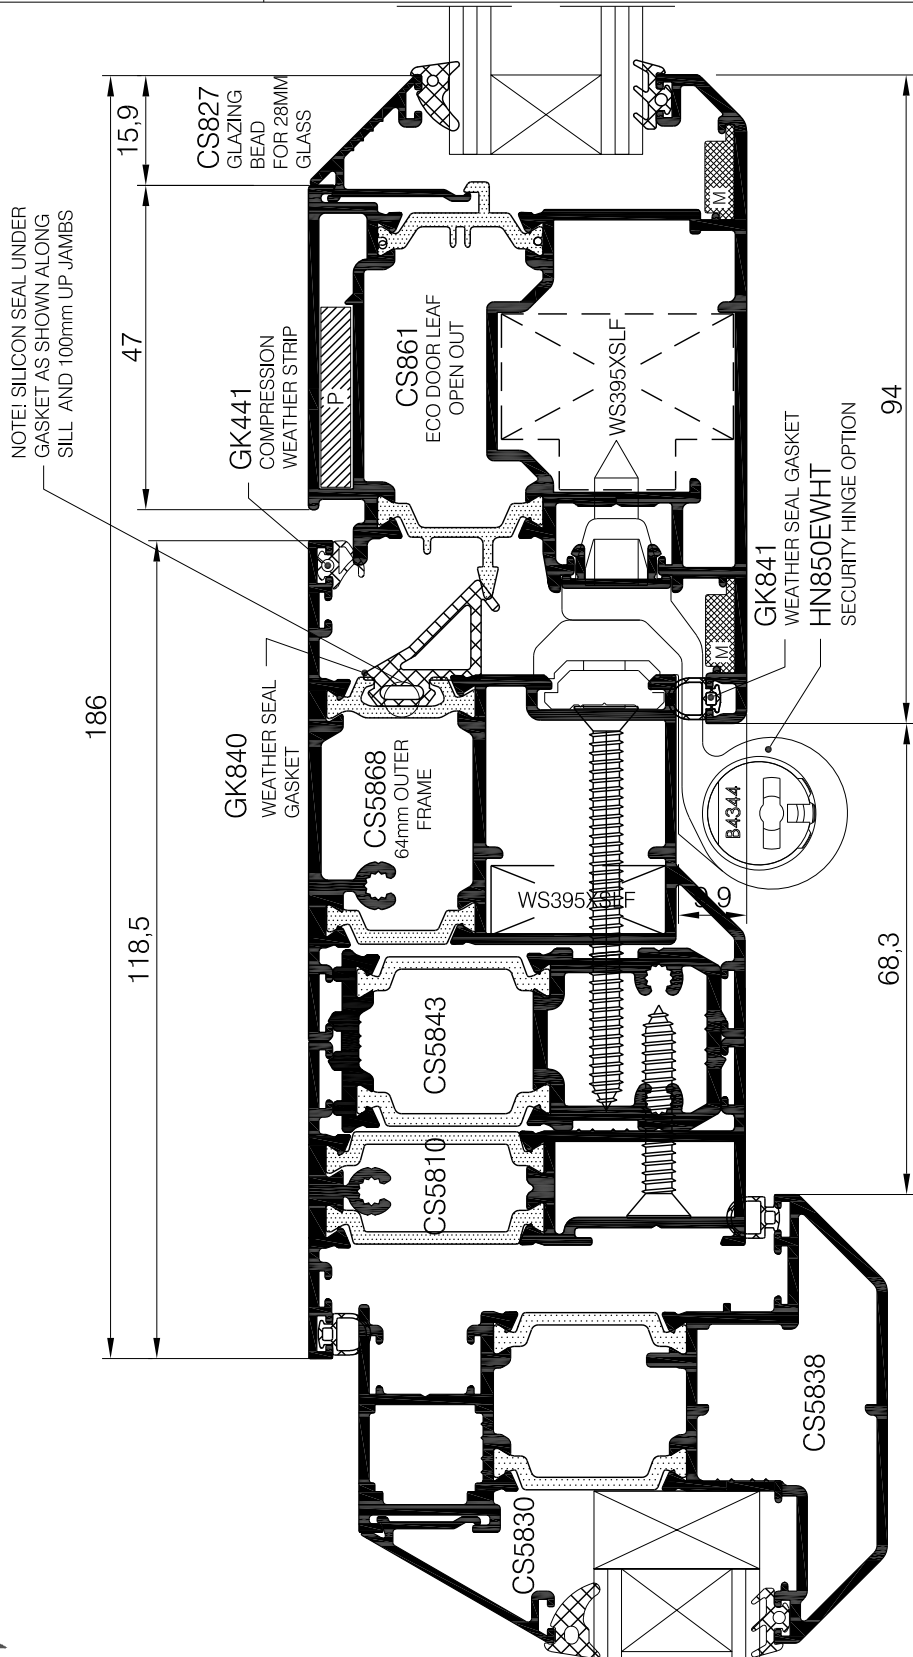 NOTE! SILICON SEAL UNDER
GASKET AS SHOWN ALONG
SILL AND 100mm UP JAMBS
186
118,5
15,9
47
CS827
GLAZING
BEAD
FOR 28MM
GLASS
GK441
COMPRESSION
WEATHER STRIP
GK840
WEATHER SEAL
GASKET
P
CS861
ECO DOOR LEAF
OPEN OUT
WS395XSLF
M
M
CS5868
64mm OUTER
FRAME
WS395XSLF
9,9
GK841
WEATHER SEAL GASKET
HN850EWHT
SECURITY HINGE OPTION
B4344
94
68,3
CS5843
CS5810
CS5830
CS5838